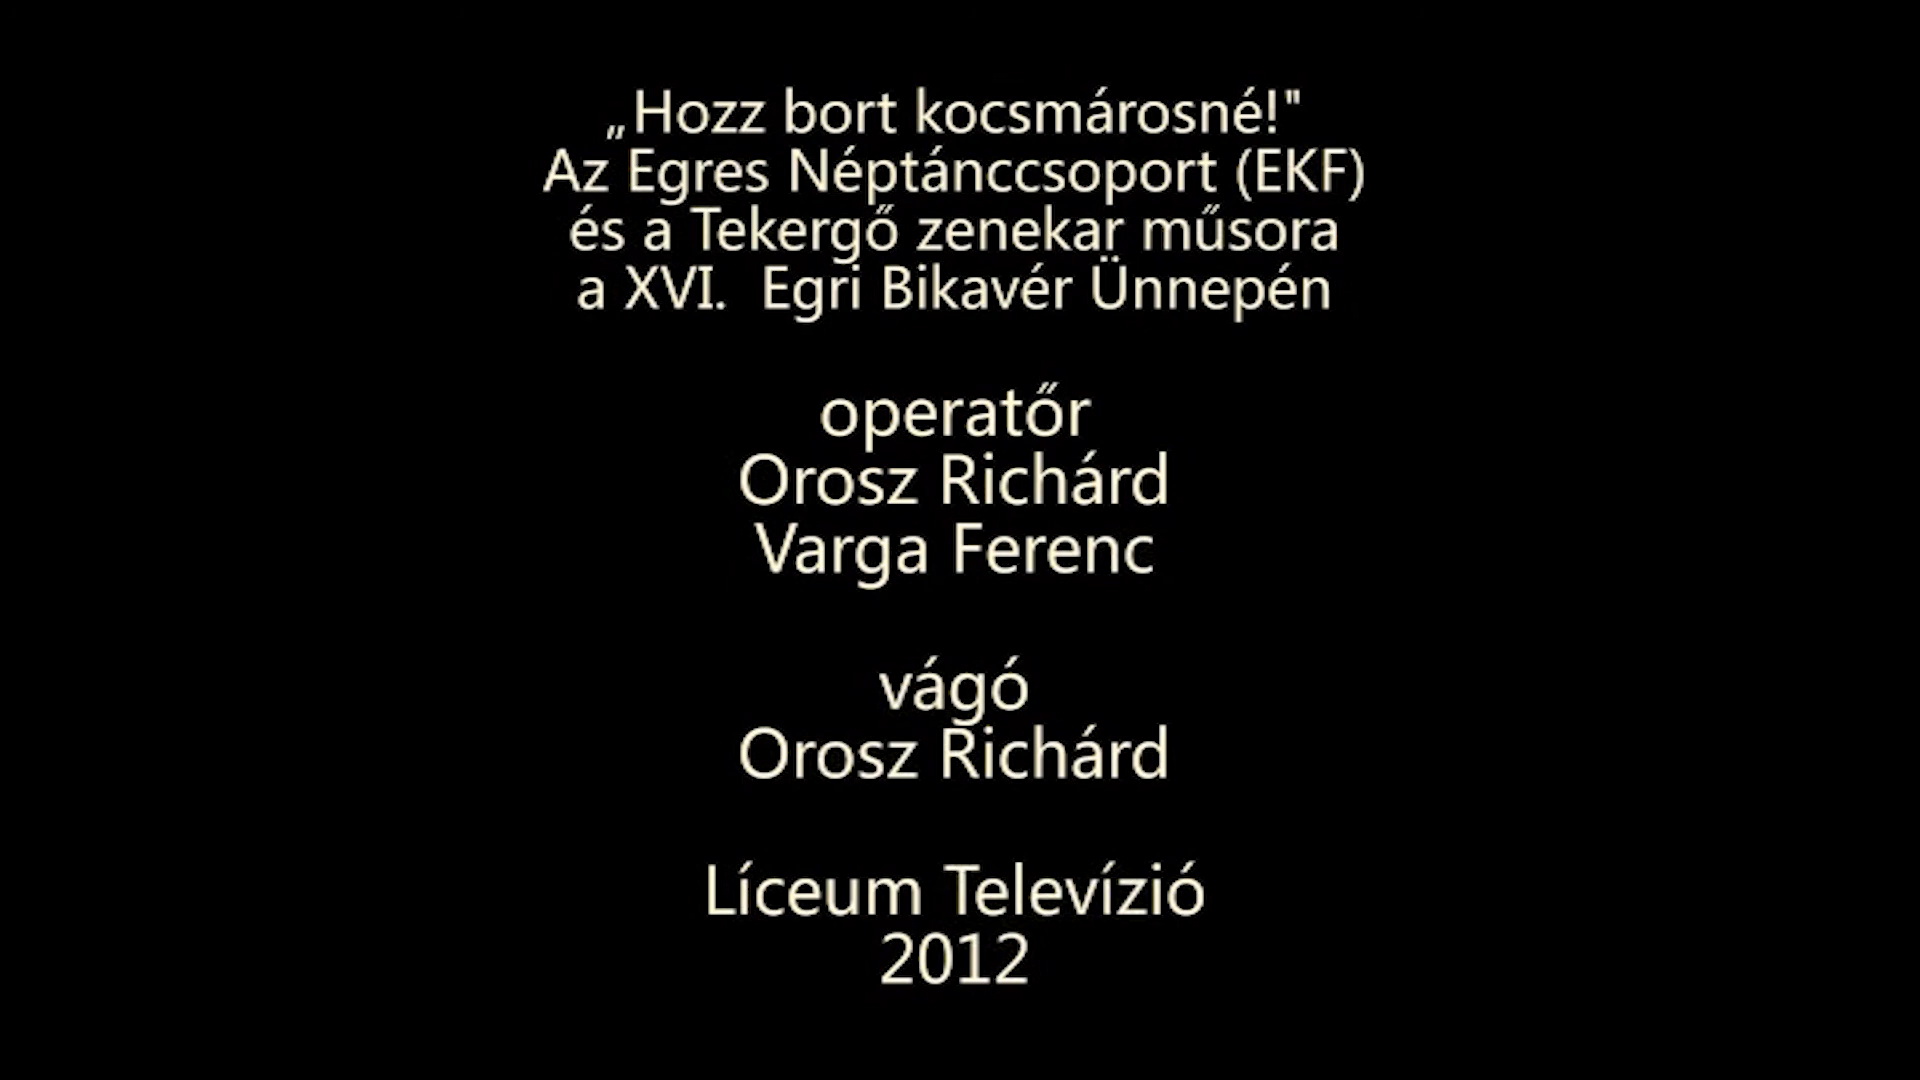 „Hozz bort kocsmárosné!"
Az Egres Néptánccsoport (EKF)
és a Tekergő zenekar műsora
a XVI.  Egri Bikavér Ünnepén
operatőr
Orosz Richárd
Varga Ferenc
vágó
Orosz Richárd
Líceum Televízió
2012